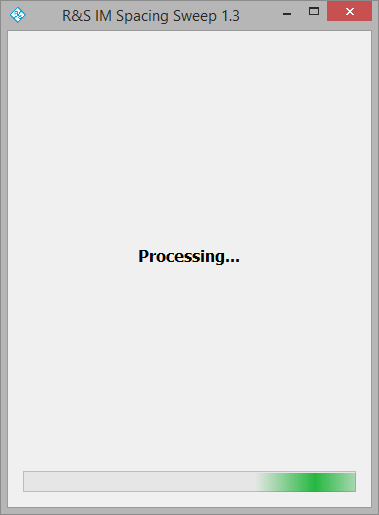 R&S IM Spacing Sweep 1.3
Processing...